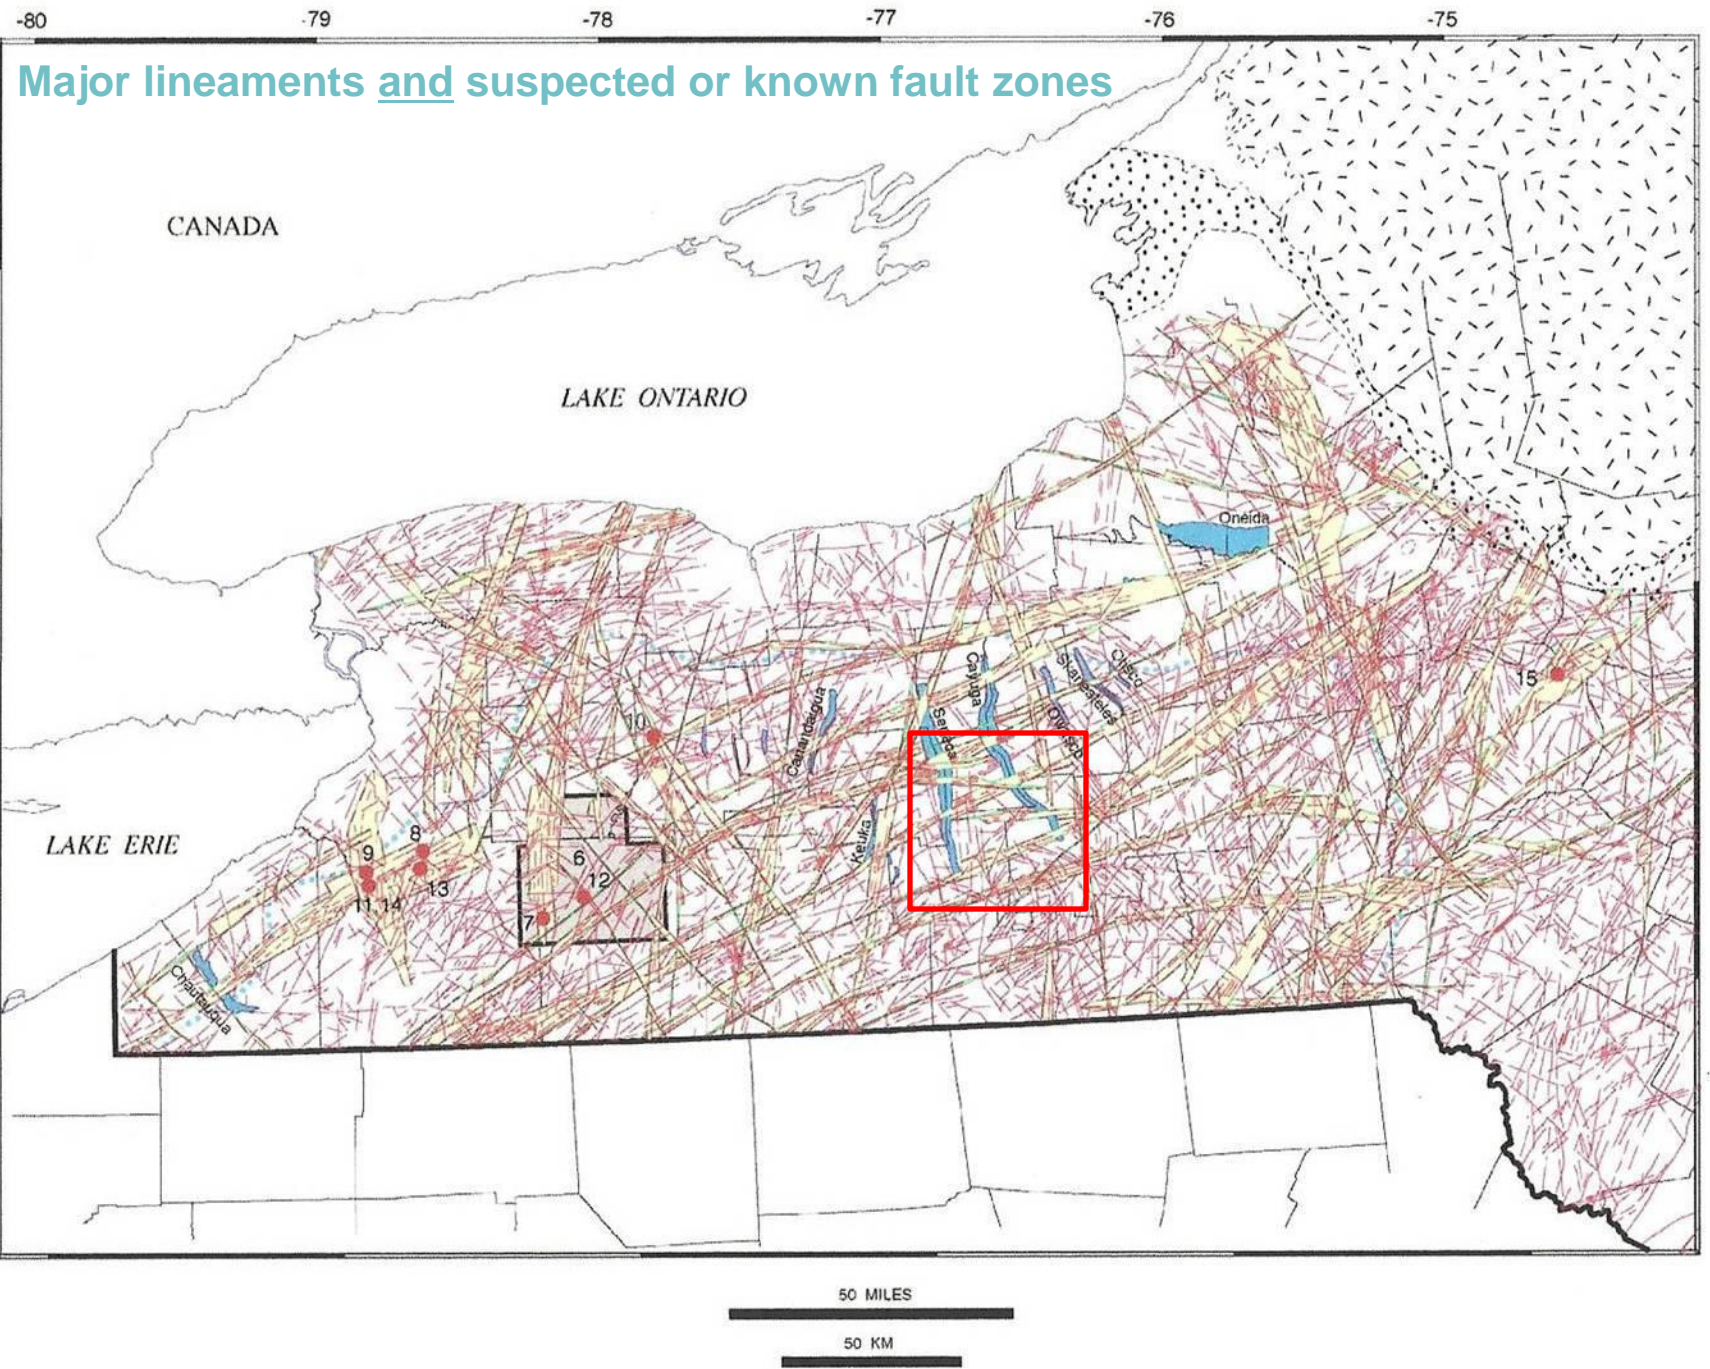 -80 -79 -78 -77 -76 -75
Major lineaments and suspected or known fault zones
CANADA
LAKE ONTARIO
Oneida
Otisco
Skaneateles
Cayuga
Owasco
15
Canandaigua
Seneca
10
LAKE ERIE
8
9
Keuka
6
12
13
11, 14
7
Chautauqua
50 MILES
50 KM